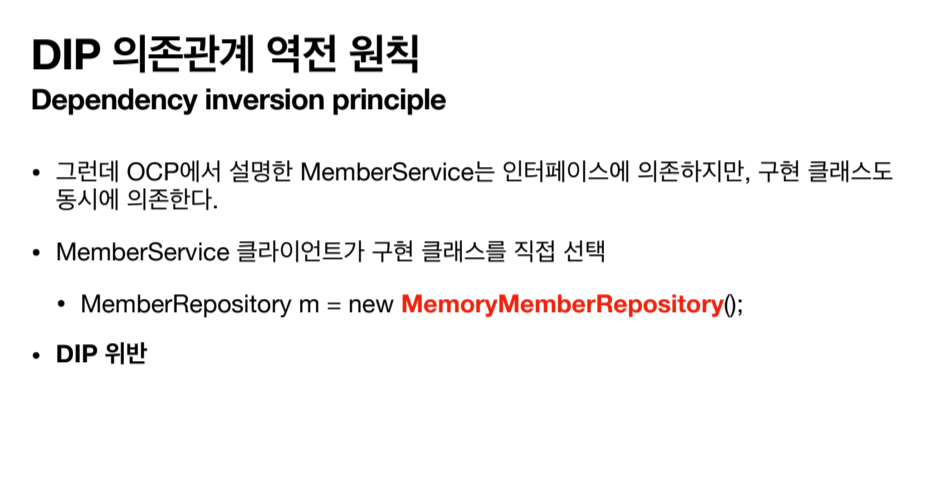 DIP 의존관계 역전 원칙
Dependency inversion principle
• 그런데 OCP에서 설명한 MemberService는 인터페이스에 의존하지만, 구현 클래스도
동시에 의존한다.
• MemberService 클라이언트가 구현 클래스를 직접 선택
• MemberRepository m = new MemoryMemberRepository();
• DIP 위반